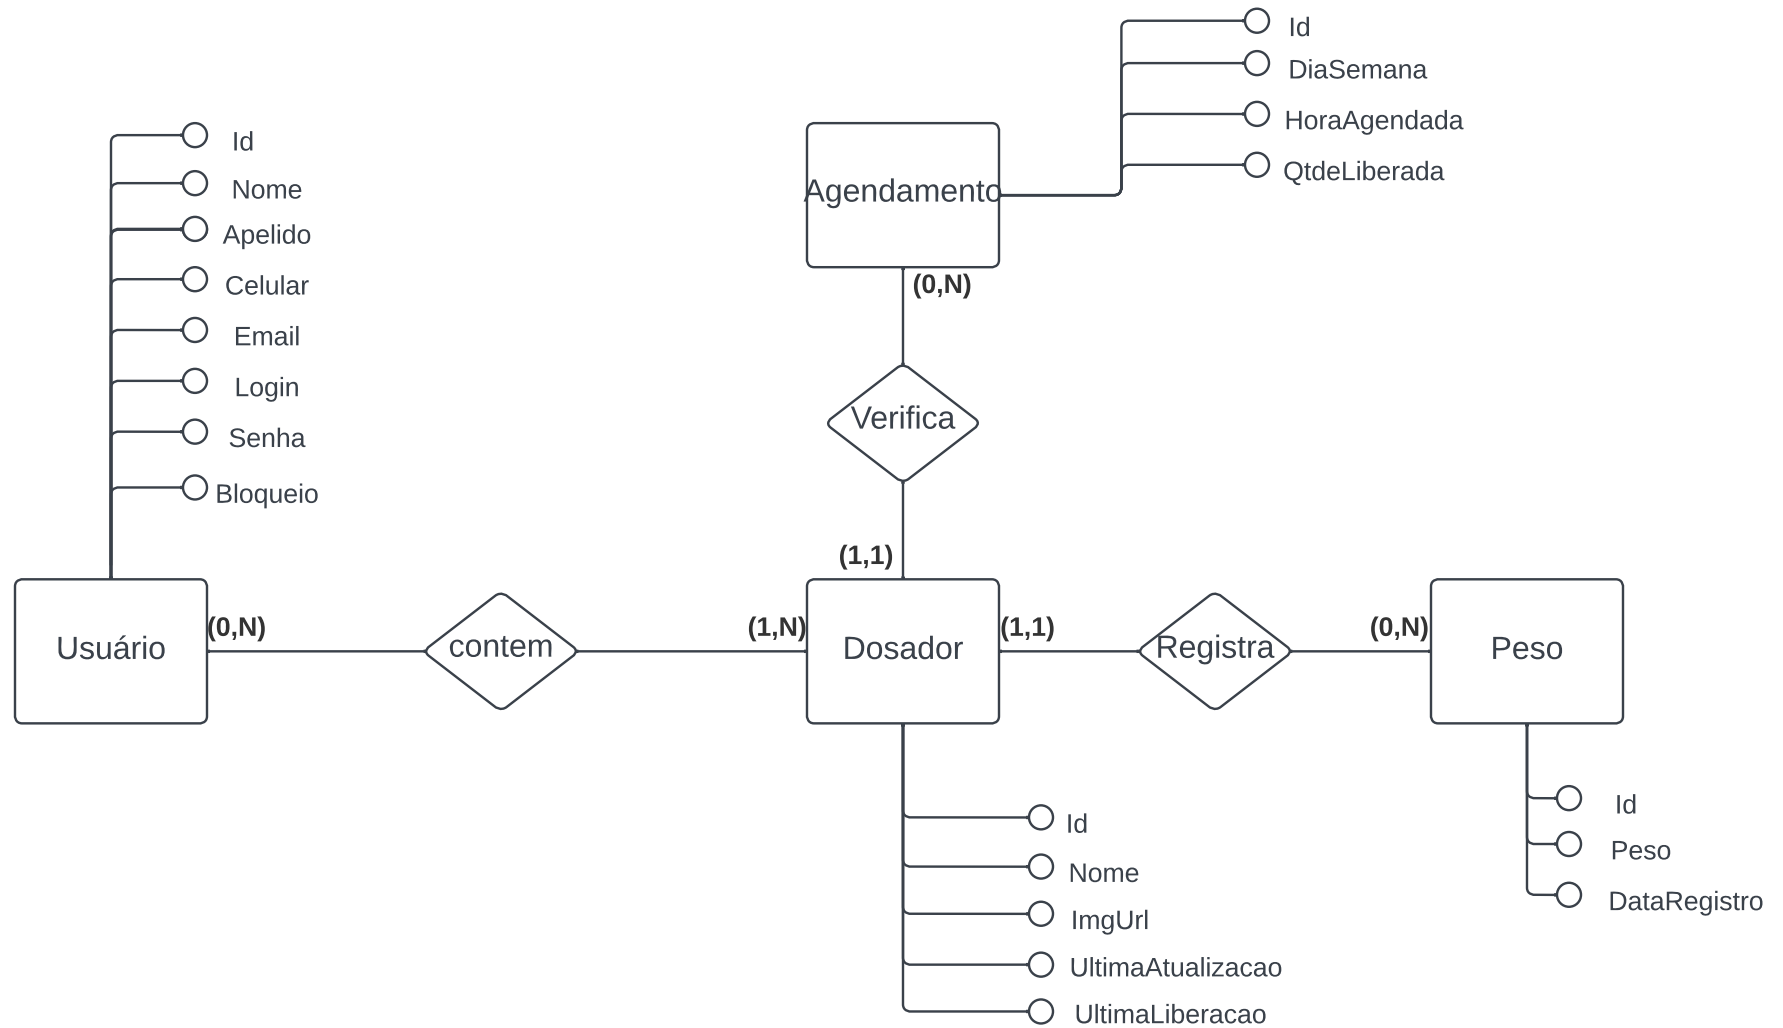 Id
DiaSemana
HoraAgendada
QtdeLiberada
Agendamento
(0,N)
Verifica
(1,1)
Id
Nome
Apelido
Celular
Email
Login
Senha
Bloqueio
Usuário
(0,N)
contem
(1,N)
Dosador
(1,1)
Registra
(0,N)
Peso
Id
Nome
ImgUrl
UltimaAtualizacao
UltimaLiberacao
Id
Peso
DataRegistro